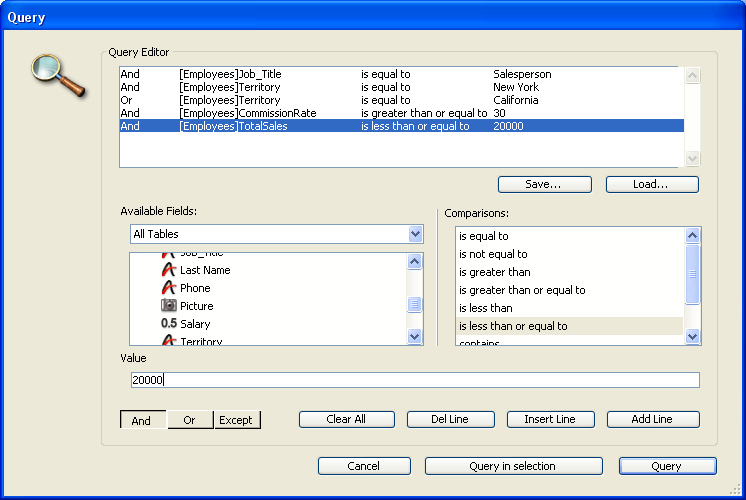 Query
Query Editor
And [Employees]Job_Title is equal to Salesperson
And [Employees]Territory is equal to New York
Or [Employees]Territory is equal to California
And [Employees]CommissionRate is greater than or equal to 30
And [Employees]TotalSales is less than or equal to 20000
Save... Load...
Available Fields:
All Tables
Job_Title
Last Name
Phone
Picture
0.5 Salary
Territory
Comparisons:
is equal to
is not equal to
is greater than
is greater than or equal to
is less than
is less than or equal to
contains
Value
20000
And Or Except Clear All Del Line Insert Line Add Line
Cancel Query in selection Query